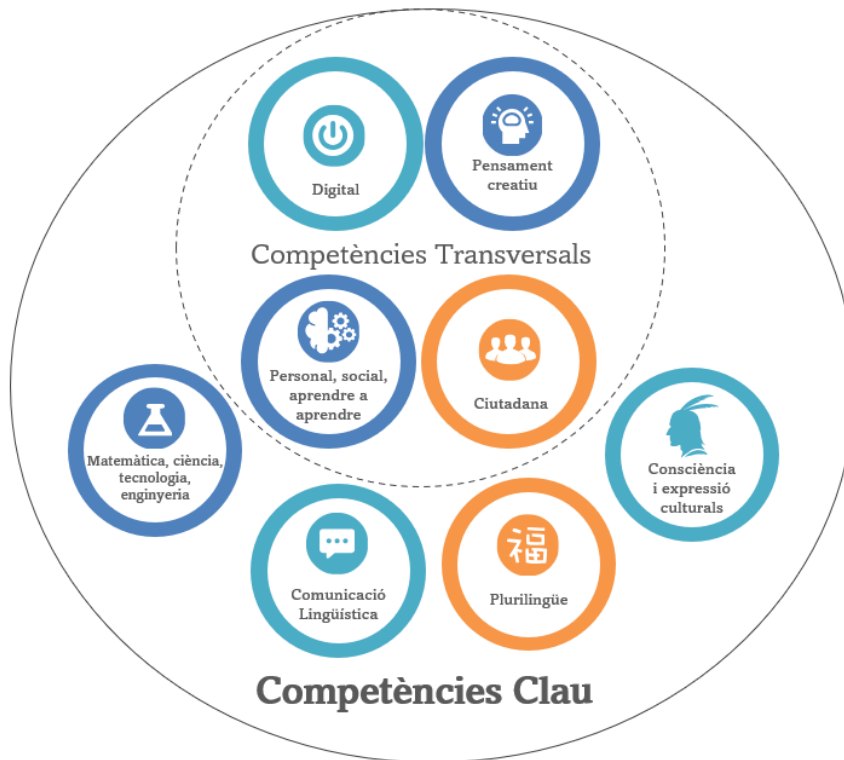 Digital
Pensament
creatiu
Competències Transversals
Personal, social,
aprendre a
aprendre
Ciutadana
Matemàtica, ciència,
tecnologia,
enginyeria
Consciència
i expressió
culturals
Comunicació
Lingüística
福
Plurilingüe
Competències Clau